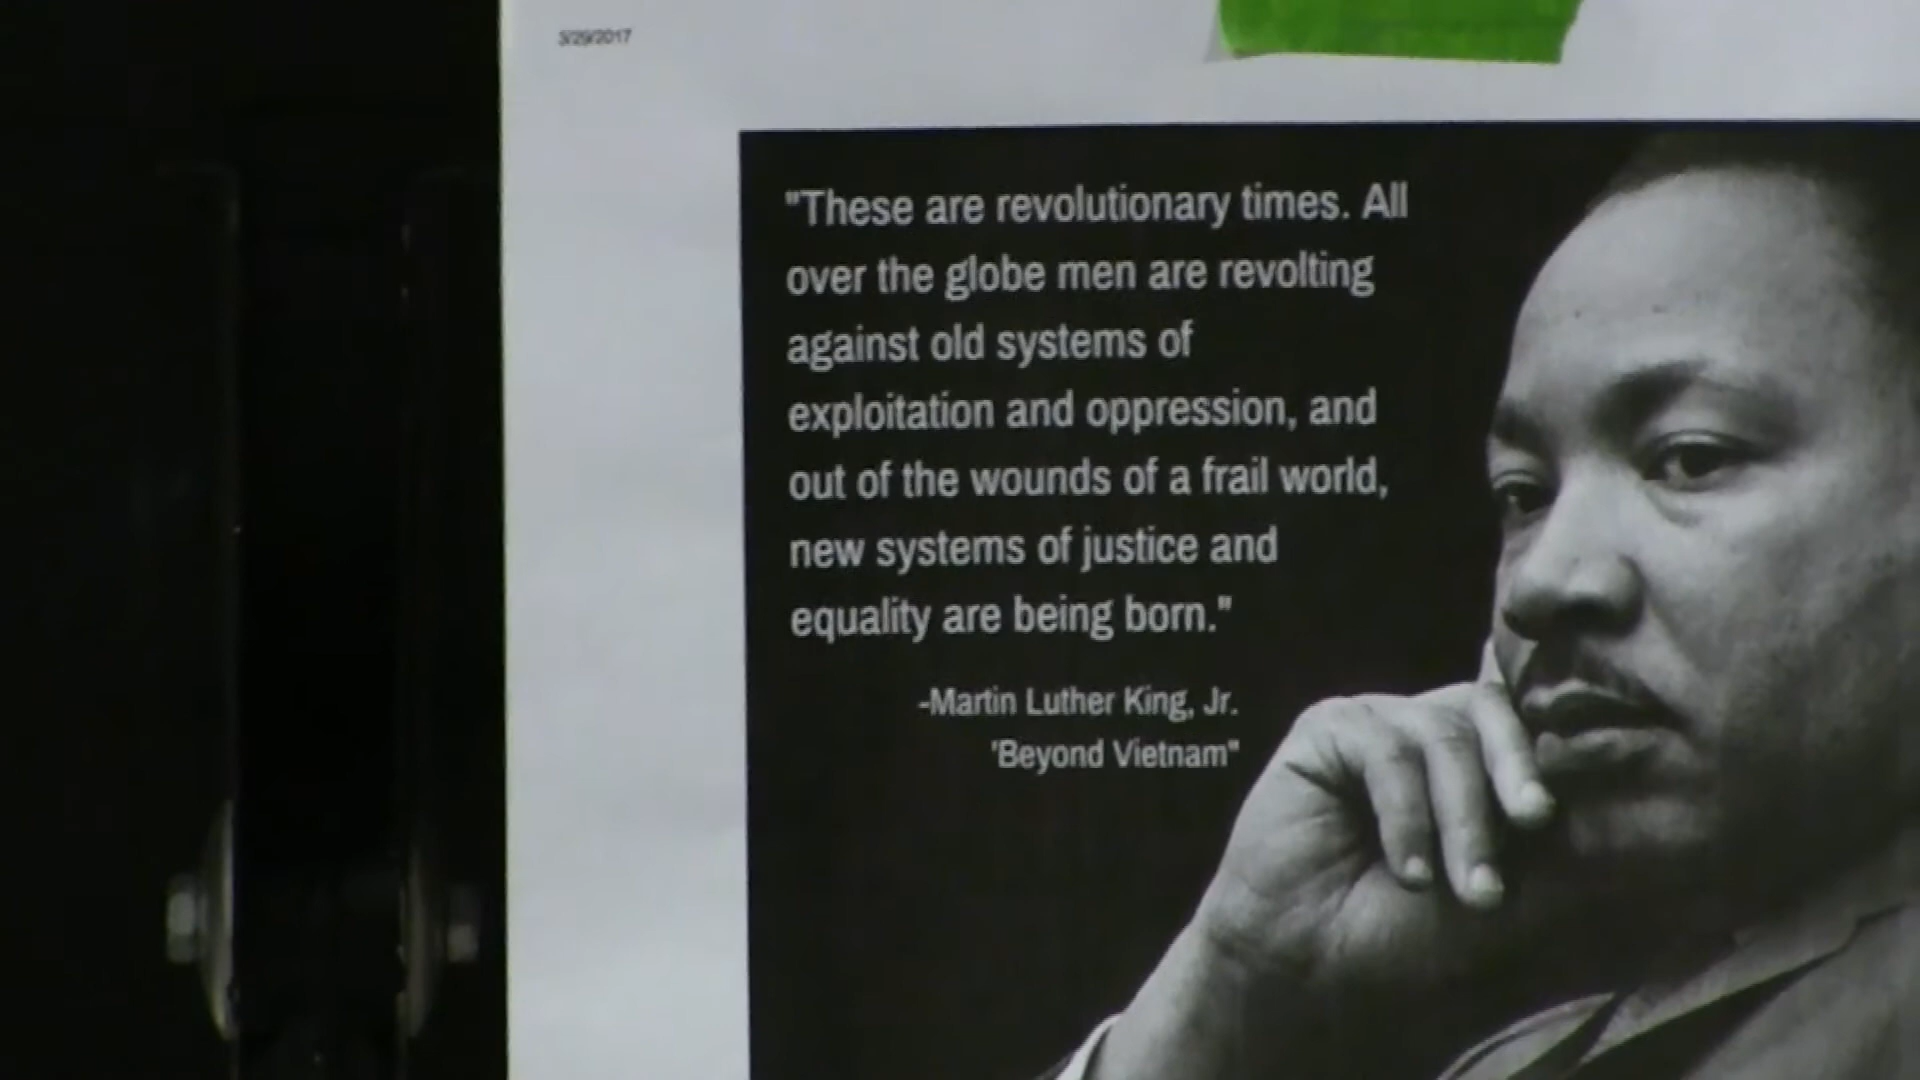 3/29/2017
"These are revolutionary times. All
over the globe men are revolting
against old systems of
exploitation and oppression, and
out of the wounds of a frail world,
new systems of justice and
equality are being born."
-Martin Luther King, Jr.
'Beyond Vietnam"